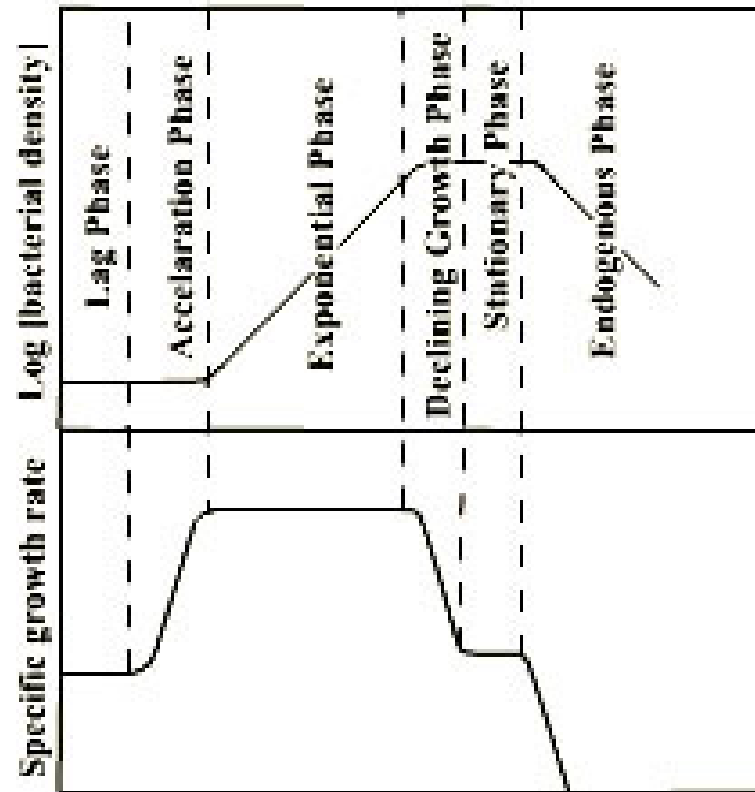 Log [bacterial density]
Lag Phase
Accelaration Phase
Exponential Phase
Declining Growth Phase
Stationary Phase
Endogenous Phase
Specific growth rate